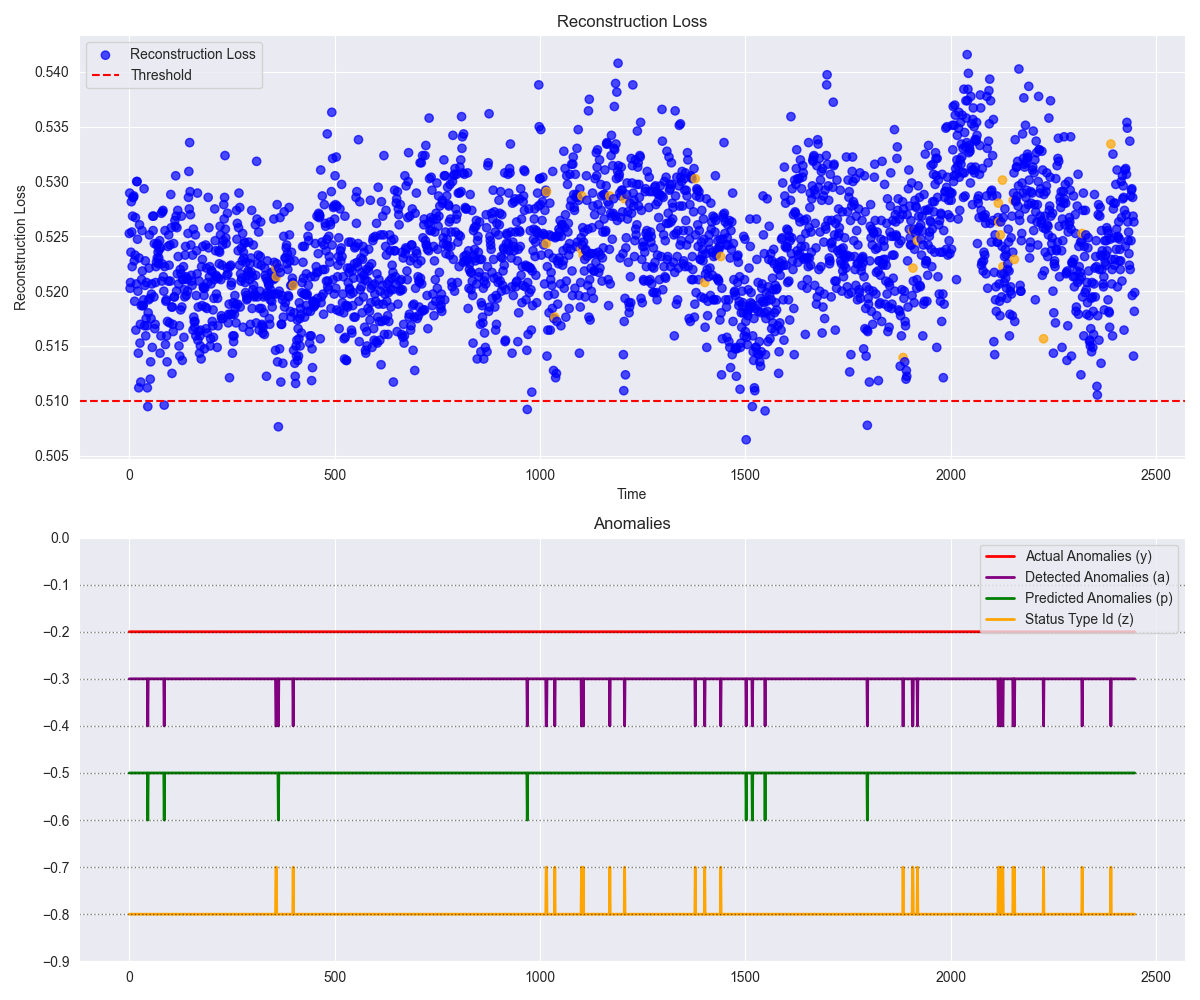 Reconstruction Loss
Reconstruction Loss
Threshold
Reconstruction Loss
0.540
0.535
0.530
0.525
0.520
0.515
0.510
0.505
0 500 1000 1500 2000 2500
Time
Anomalies
Actual Anomalies (y)
Detected Anomalies (a)
Predicted Anomalies (p)
Status Type Id (z)
0.0
−0.1
−0.2
−0.3
−0.4
−0.5
−0.6
−0.7
−0.8
−0.9
0 500 1000 1500 2000 2500